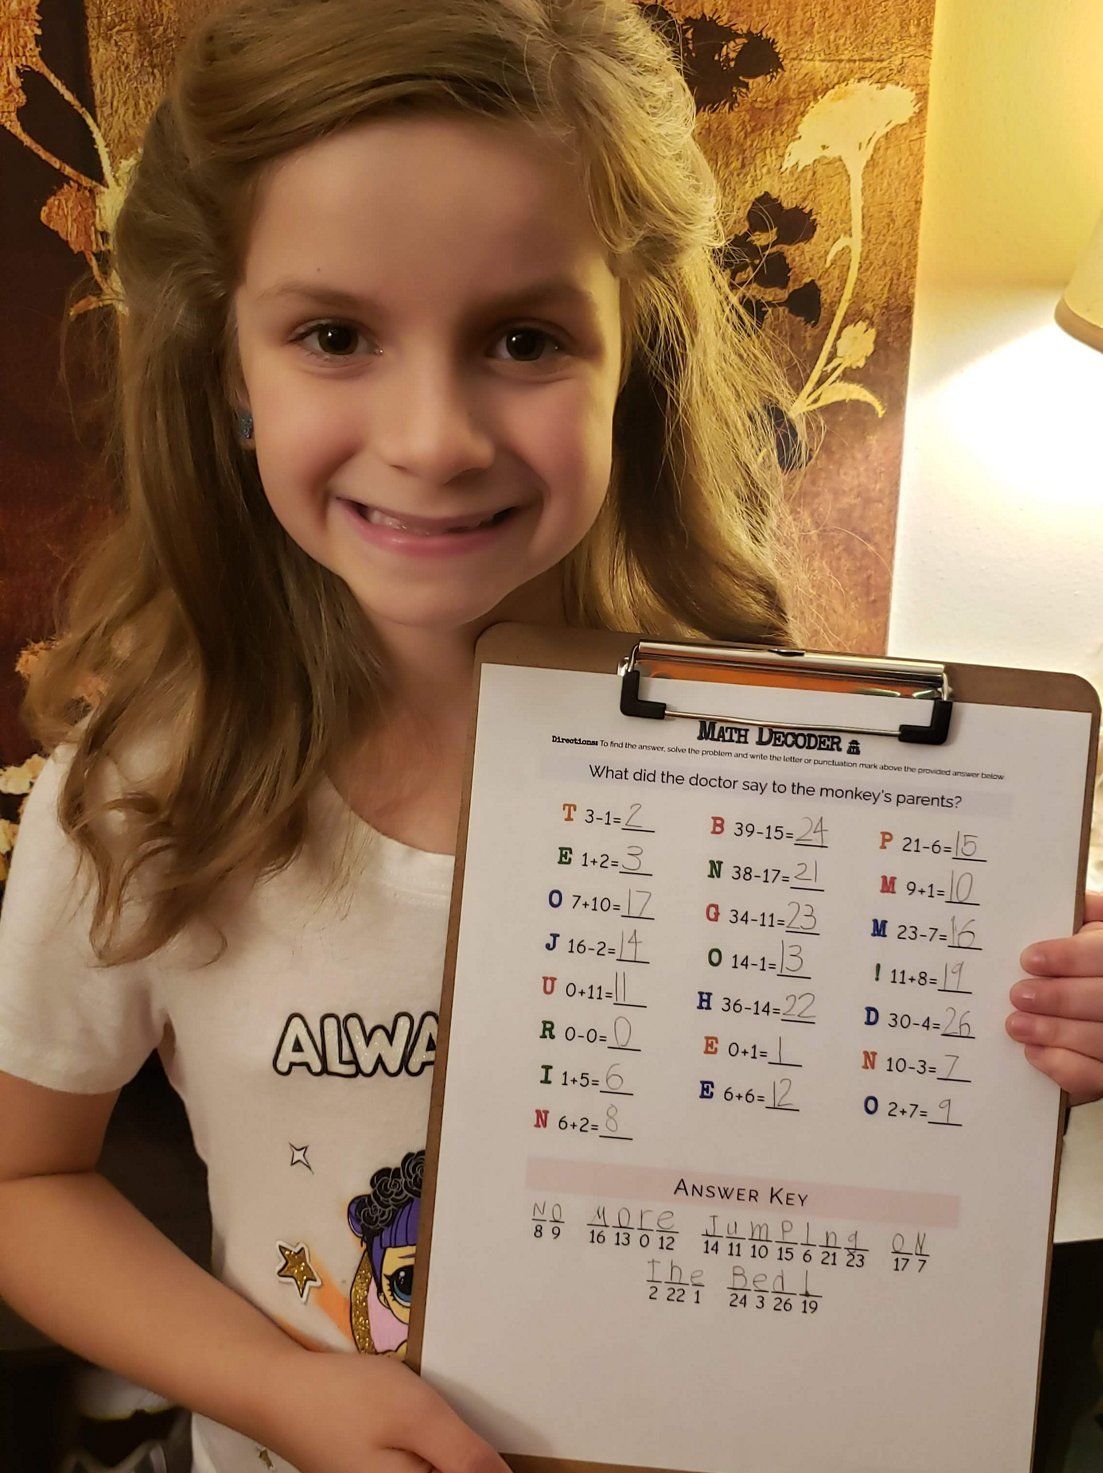 MATH DECODER
Directions: To find the answer, solve the problem and write the letter or punctuation mark above the provided answer below.
What did the doctor say to the monkey's parents?
T 3-1=2
E 1+2=3
O 7+10=17
J 16-2=14
U 0+11=11
R 0-0=0
I 1+5=6
N 6+2=8
B 39-15=24
N 38-17=21
G 34-11=23
O 14-1=13
H 36-14=22
E 0+1=1
E 6+6=12
P 21-6=15
M 9+1=10
M 23-7=16
! 11+8=19
D 30-4=26
N 10-3=7
O 2+7=9
ANSWER KEY
NO More Jumping ON
8 9 16 13 0 12 14 11 10 15 6 21 23 17 7
The Bed!
2 22 1 24 3 26 19
ALWA